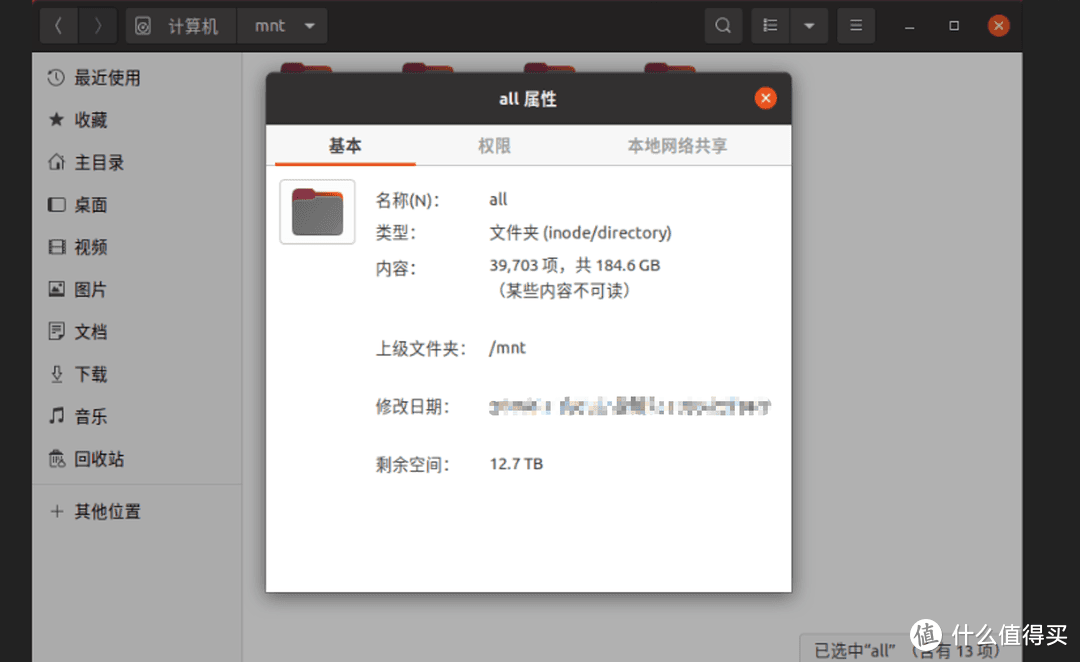 计算机 mnt
最近使用
收藏
主目录
桌面
视频
图片
文档
下载
音乐
回收站
其他位置
all 属性
基本 权限 本地网络共享
名称(N)： all
类型： 文件夹 (inode/directory)
内容： 39,703 项，共 184.6 GB
（某些内容不可读）
上级文件夹： /mnt
修改日期：
剩余空间： 12.7 TB
已选中“all” （含有 13 项）
值 什么值得买